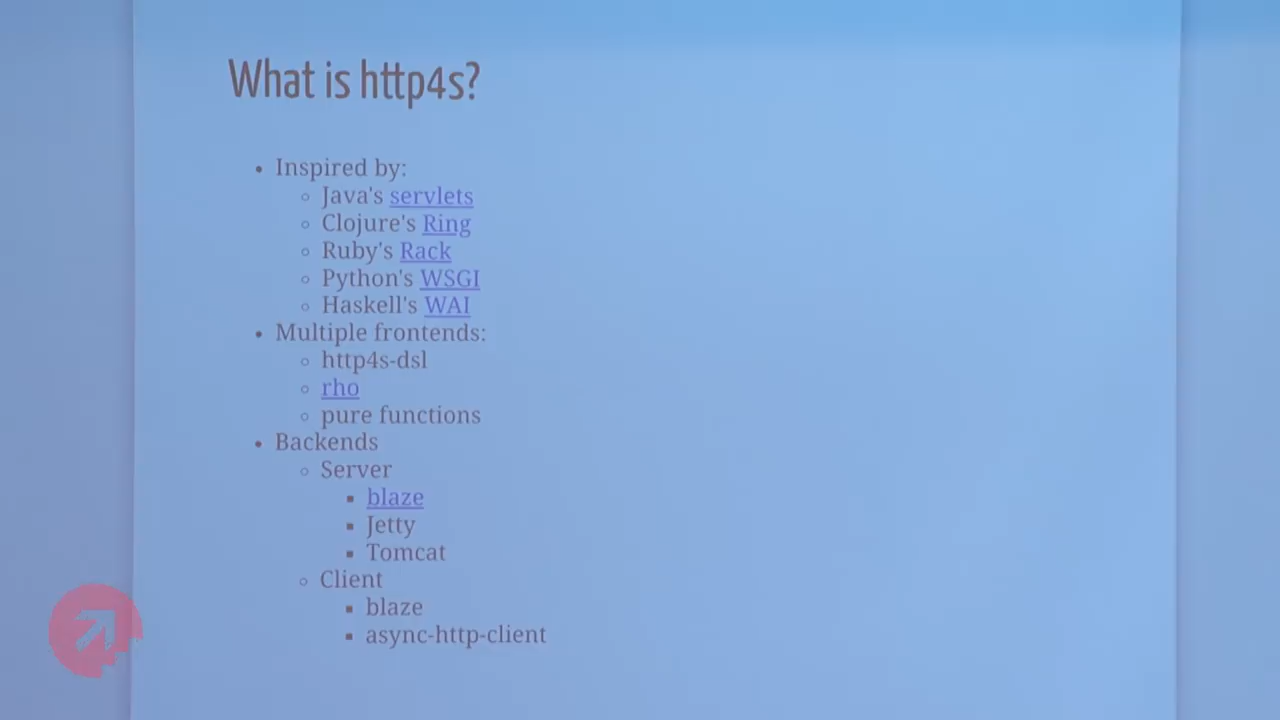 What is http4s?
• Inspired by:
◦ Java's servlets
◦ Clojure's Ring
◦ Ruby's Rack
◦ Python's WSGI
◦ Haskell's WAI
• Multiple frontends:
◦ http4s-dsl
◦ rho
◦ pure functions
• Backends
◦ Server
▪ blaze
▪ Jetty
▪ Tomcat
◦ Client
▪ blaze
▪ async-http-client